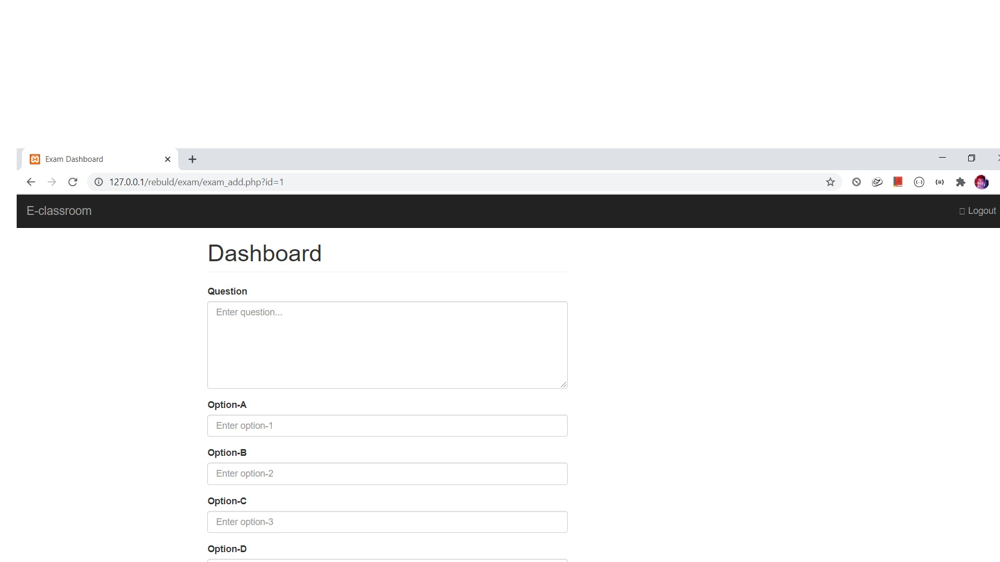 Exam Dashboard
127.0.0.1/rebuld/exam/exam_add.php?id=1
E-classroom
Logout
Dashboard
Question
Enter question...
Option-A
Enter option-1
Option-B
Enter option-2
Option-C
Enter option-3
Option-D